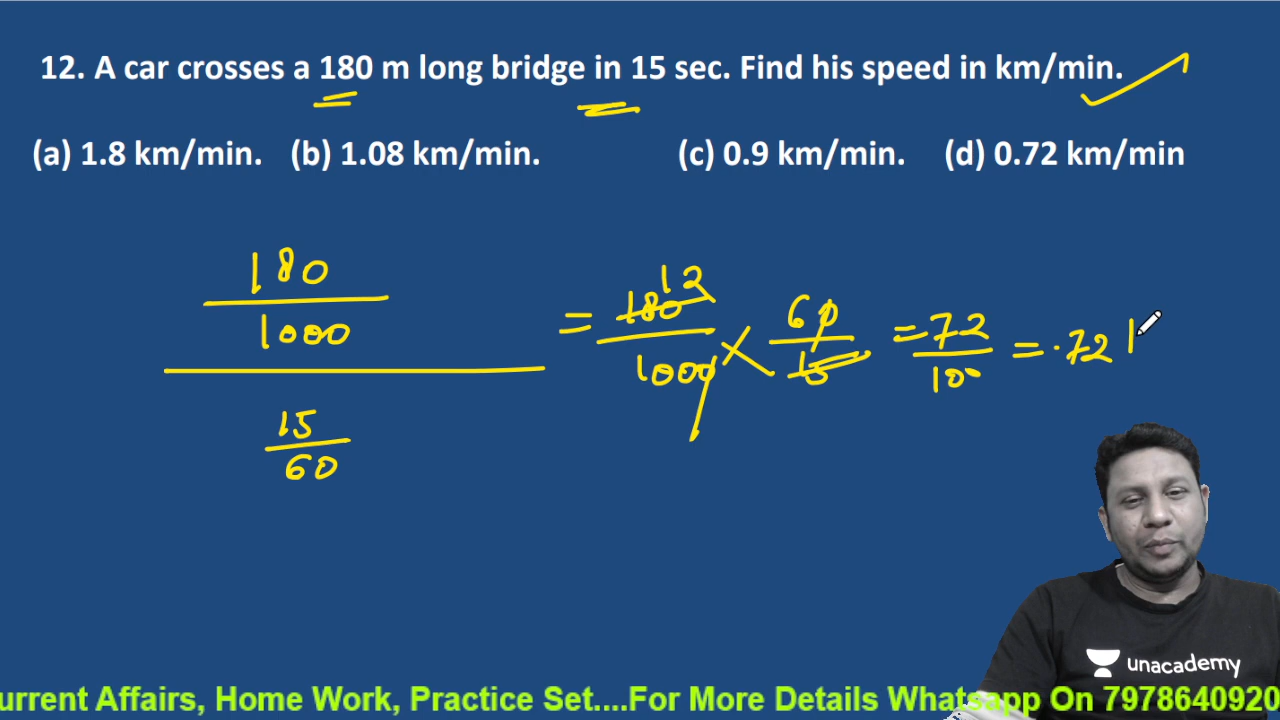 12. A car crosses a 180 m long bridge in 15 sec. Find his speed in km/min.
(a) 1.8 km/min. (b) 1.08 km/min. (c) 0.9 km/min. (d) 0.72 km/min
180
1000
15
60
= 180 12
1000
× 60
15
= 72
100
= .72
unacademy
urrent Affairs, Home Work, Practice Set....For More Details Whatsapp On 7978640920